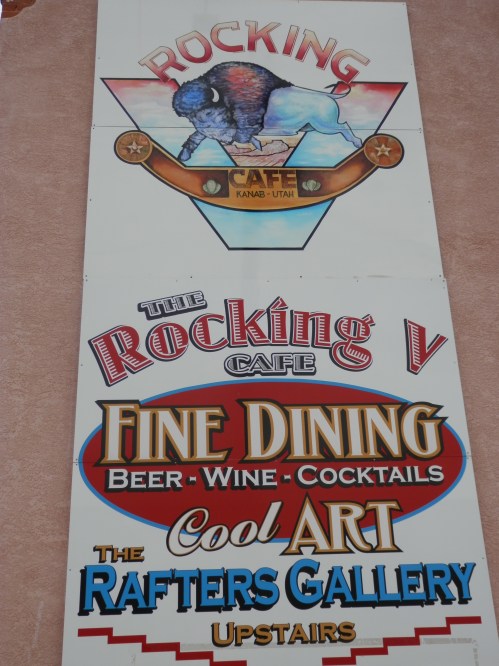 ROCKING
CAFE
KANAB - UTAH
THE
Rocking V
CAFE
FINE DINING
BEER - WINE - COCKTAILS
Cool ART
THE
RAFTERS GALLERY
UPSTAIRS